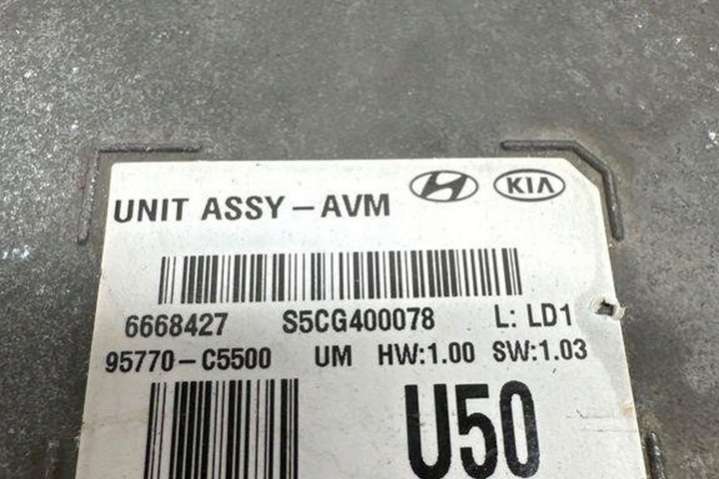 UNIT ASSY-AVM KIA
6668427 S5CG400078 L: LD1
95770-C5500 UM HW:1.00 SW:1.03
U50